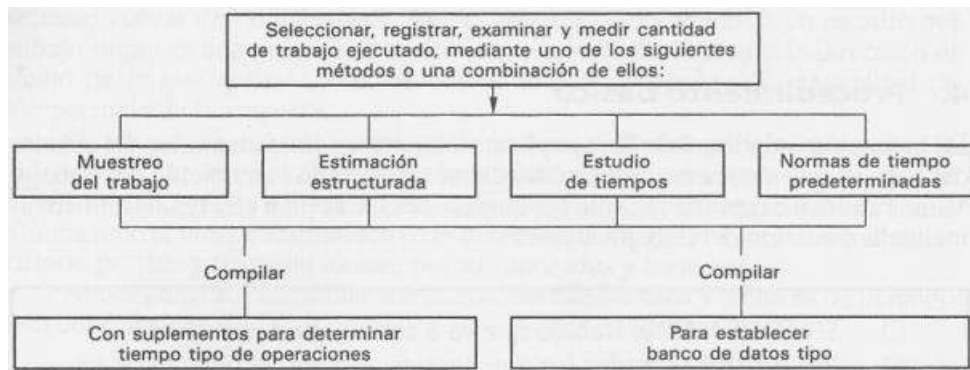 Seleccionar, registrar, examinar y medir cantidad
de trabajo ejecutado, mediante uno de los siguientes
métodos o un combinación de ellos:
Muestreo
del trabajo
Estimación
estructurada
Estudio
de tiempos
Normas de tiempo
predeterminadas
Compilar
Compilar
Con suplementos para determinar
tiempo tipo de operaciones
Para establecer
banco de datos tipo